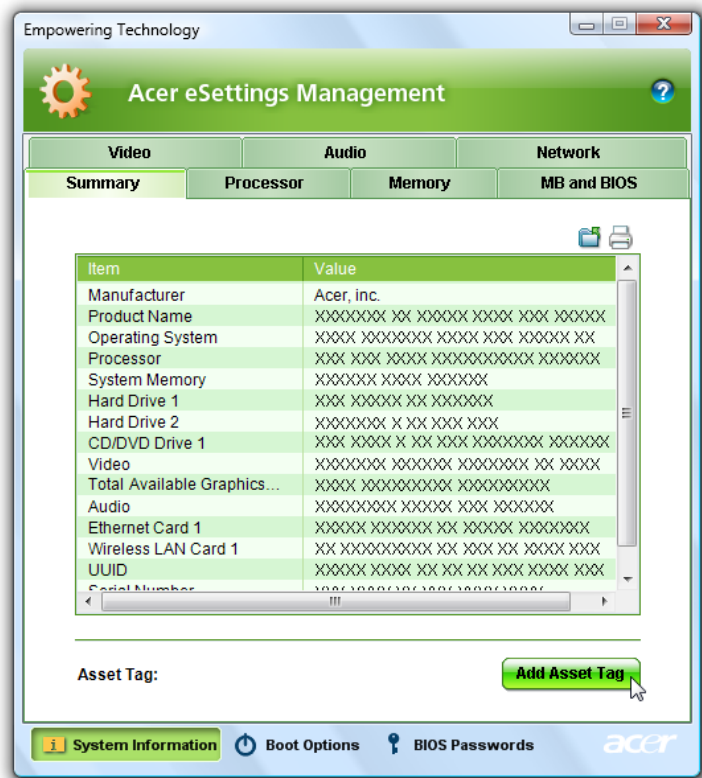 Empowering Technology
Acer eSettings Management
Video Audio Network
Summary Processor Memory MB and BIOS
Item Value
Manufacturer Acer, inc.
Product Name XXXXXXX XX XXXXX XXXX XXX XXXXX
Operating System XXXX XXXXXXX XXXX XXX XXXXX XX
Processor XXX XXX XXXX XXXXXXXXXXX XXXXXX
System Memory XXXXXX XXXX XXXXXX
Hard Drive 1 XXX XXXXX XX XXXXXX
Hard Drive 2 XXXXXXX X XX XXX XXX
CD/DVD Drive 1 XXX XXXX X XX XXX XXXXXXX XXXXXX
Video XXXXXXX XXXXXX XXXXXXX XX XXXX
Total Available Graphics... XXXX XXXXXXXXX XXXXXXXXX
Audio XXXXXXXX XXXXX XXX XXXXXX
Ethernet Card 1 XXXXX XXXXXX XX XXXXX XXXXXXX
Wireless LAN Card 1 XX XXXXXXXXX XX XXX XX XXXX XXX
UUID XXXXX XXXX XX XX XX XXX XXXX XXX
Serial Number
Asset Tag: Add Asset Tag
System Information Boot Options BIOS Passwords acer